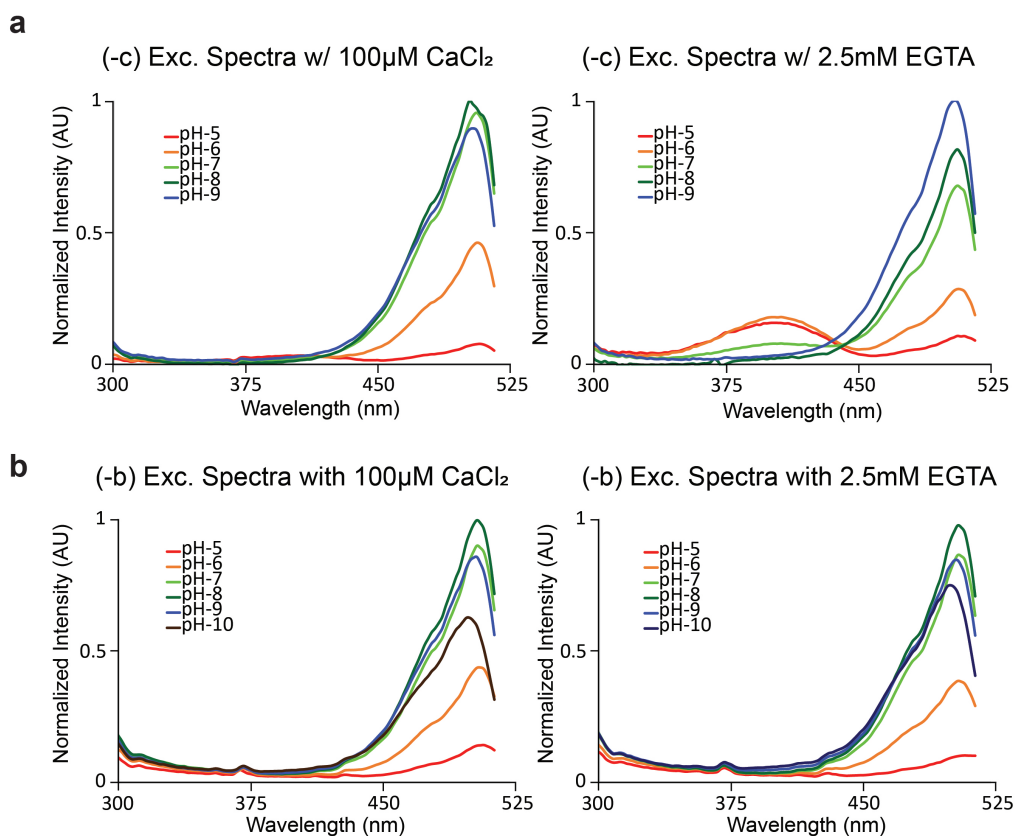 a
(-c) Exc. Spectra w/ 100µM CaCl₂
(-c) Exc. Spectra w/ 2.5mM EGTA
Normalized Intensity (AU)
1
0.5
0
pH-5
pH-6
pH-7
pH-8
pH-9
300 375 450 525
Wavelength (nm)
Normalized Intensity (AU)
1
0.5
0
pH-5
pH-6
pH-7
pH-8
pH-9
300 375 450 525
Wavelength (nm)
b
(-b) Exc. Spectra with 100µM CaCl₂
(-b) Exc. Spectra with 2.5mM EGTA
Normalized Intensity (AU)
1
0.5
0
pH-5
pH-6
pH-7
pH-8
pH-9
pH-10
300 375 450 525
Wavelength (nm)
Normalized Intensity (AU)
1
0.5
0
pH-5
pH-6
pH-7
pH-8
pH-9
pH-10
300 375 450 525
Wavelength (nm)